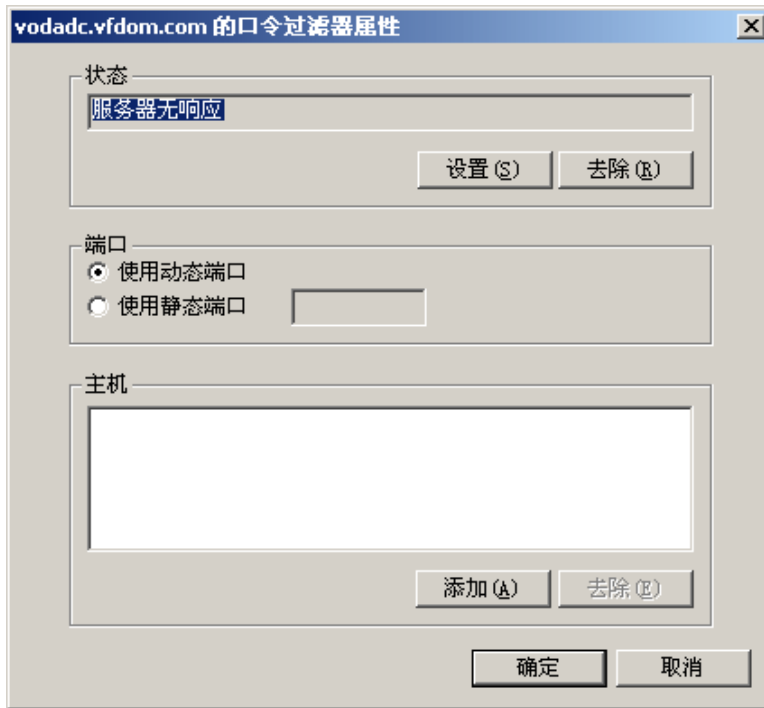 vodadc.vfdom.com 的口令过滤器属性
状态
服务器无响应
设置(S) 去除(R)
端口
使用动态端口
使用静态端口
主机
添加(A) 去除(E)
确定 取消